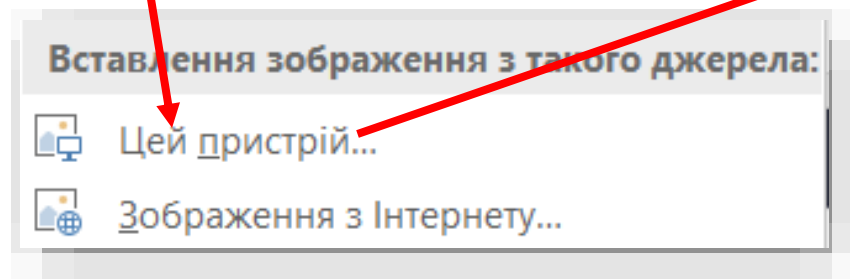 Вставлення зображення з такого джерела:
Цей пристрій...
Зображення з Інтернету...